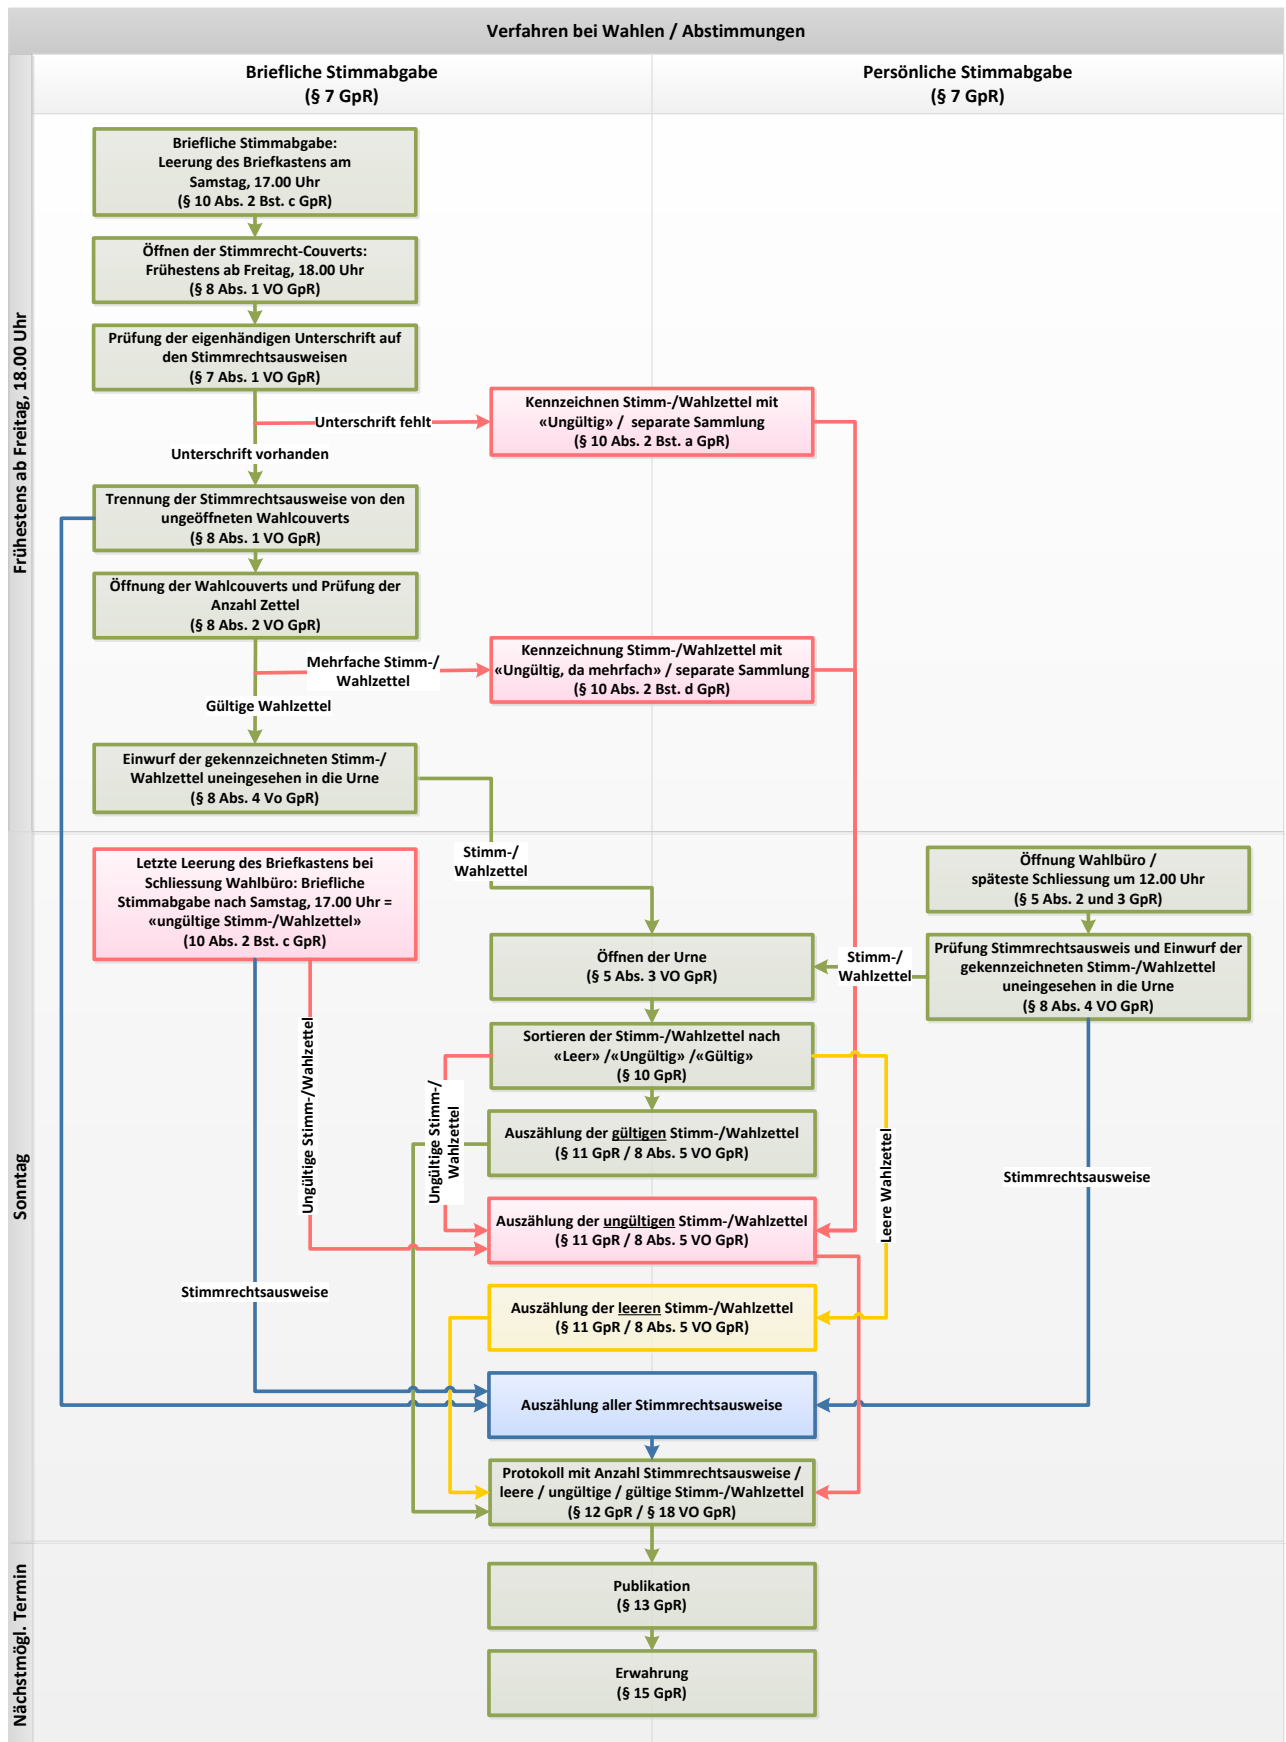 Verfahren bei Wahlen / Abstimmungen
Briefliche Stimmabgabe
(§ 7 GpR)
Persönliche Stimmabgabe
(§ 7 GpR)
Frühestens ab Freitag, 18.00 Uhr
Briefliche Stimmabgabe:
Leerung des Briefkastens am
Samstag, 17.00 Uhr
(§ 10 Abs. 2 Bst. c GpR)
Öffnen der Stimmrecht-Couverts:
Frühestens ab Freitag, 18.00 Uhr
(§ 8 Abs. 1 VO GpR)
Prüfung der eigenhändigen Unterschrift auf
den Stimmrechtsausweisen
(§ 7 Abs. 1 VO GpR)
Unterschrift fehlt
Kennzeichnen Stimm-/Wahlzettel mit
«Ungültig» /  separate Sammlung
(§ 10 Abs. 2 Bst. a GpR)
Unterschrift vorhanden
Trennung der Stimmrechtsausweise von den
ungeöffneten Wahlcouverts
(§ 8 Abs. 1 VO GpR)
Öffnung der Wahlcouverts und Prüfung der
Anzahl Zettel
(§ 8 Abs. 2 VO GpR)
Mehrfache Stimm-/
Wahlzettel
Kennzeichnung Stimm-/Wahlzettel mit
«Ungültig, da mehrfach» / separate Sammlung
(§ 10 Abs. 2 Bst. d GpR)
Gültige Wahlzettel
Einwurf der gekennzeichneten Stimm-/
Wahlzettel uneingesehen in die Urne
(§ 8 Abs. 4 Vo GpR)
Sonntag
Stimm-/
Wahlzettel
Letzte Leerung des Briefkastens bei
Schliessung Wahlbüro: Briefliche
Stimmabgabe nach Samstag, 17.00 Uhr =
«ungültige Stimm-/Wahlzettel»
(10 Abs. 2 Bst. c GpR)
Öffnung Wahlbüro /
späteste Schliessung um 12.00 Uhr
(§ 5 Abs. 2 und 3 GpR)
Öffnen der Urne
(§ 5 Abs. 3 VO GpR)
Stimm-/
Wahlzettel
Prüfung Stimmrechtsausweis und Einwurf der
gekennzeichneten Stimm-/Wahlzettel
uneingesehen in die Urne
(§ 8 Abs. 4 VO GpR)
Sortieren der Stimm-/Wahlzettel nach
«Leer» /«Ungültig» /«Gültig»
(§ 10 GpR)
Ungültige Stimm-/Wahlzettel
Ungültige Stimm-/
Wahlzettel
Auszählung der gültigen Stimm-/Wahlzettel
(§ 11 GpR / 8 Abs. 5 VO GpR)
Leere Wahlzettel
Stimmrechtsausweise
Auszählung der ungültigen Stimm-/Wahlzettel
(§ 11 GpR / 8 Abs. 5 VO GpR)
Stimmrechtsausweise
Auszählung der leeren Stimm-/Wahlzettel
(§ 11 GpR / 8 Abs. 5 VO GpR)
Auszählung aller Stimmrechtsausweise
Protokoll mit Anzahl Stimmrechtsausweise /
leere / ungültige / gültige Stimm-/Wahlzettel
(§ 12 GpR / § 18 VO GpR)
Nächstmögl. Termin
Publikation
(§ 13 GpR)
Erwahrung
(§ 15 GpR)